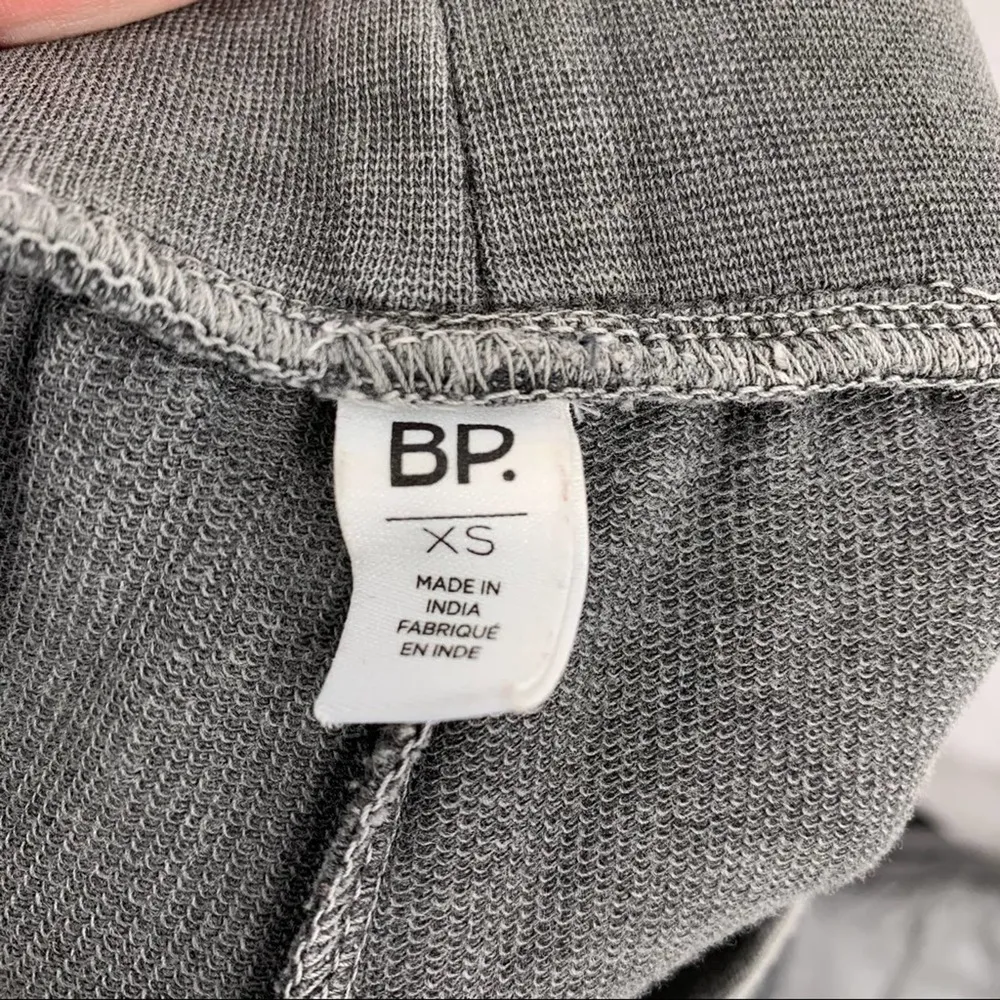 BP.
XS
MADE IN
INDIA
FABRIQUÉ
EN INDE